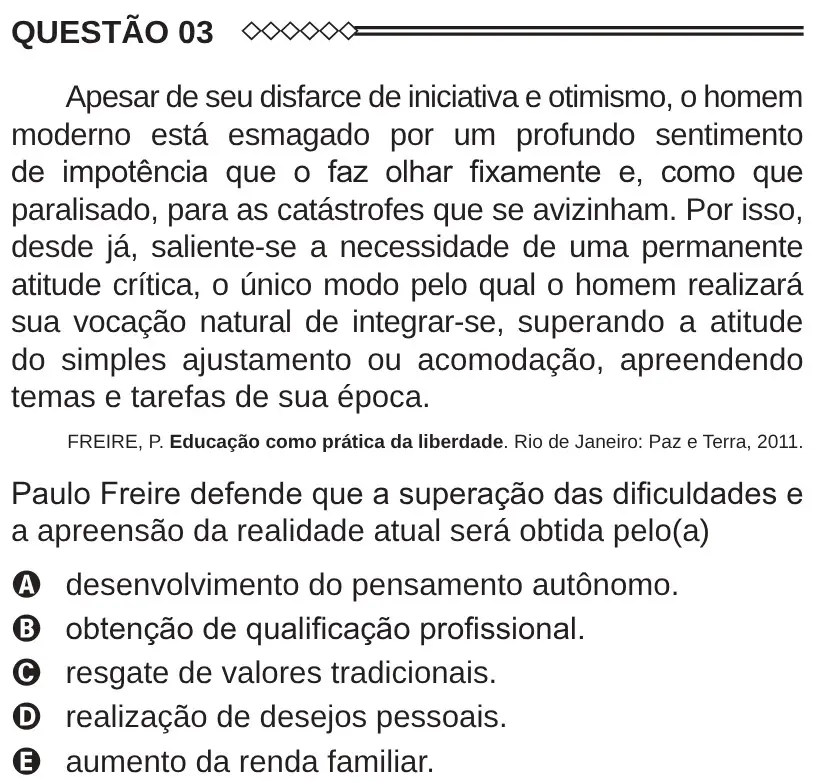 QUESTÃO 03
Apesar de seu disfarce de iniciativa e otimismo, o homem
moderno está esmagado por um profundo sentimento
de impotência que o faz olhar fixamente e, como que
paralisado, para as catástrofes que se avizinham. Por isso,
desde já, saliente-se a necessidade de uma permanente
atitude crítica, o único modo pelo qual o homem realizará
sua vocação natural de integrar-se, superando a atitude
do simples ajustamento ou acomodação, apreendendo
temas e tarefas de sua época.
FREIRE, P. Educação como prática da liberdade. Rio de Janeiro: Paz e Terra, 2011.
Paulo Freire defende que a superação das dificuldades e
a apreensão da realidade atual será obtida pelo(a)
A desenvolvimento do pensamento autônomo.
B obtenção de qualificação profissional.
C resgate de valores tradicionais.
D realização de desejos pessoais.
E aumento da renda familiar.